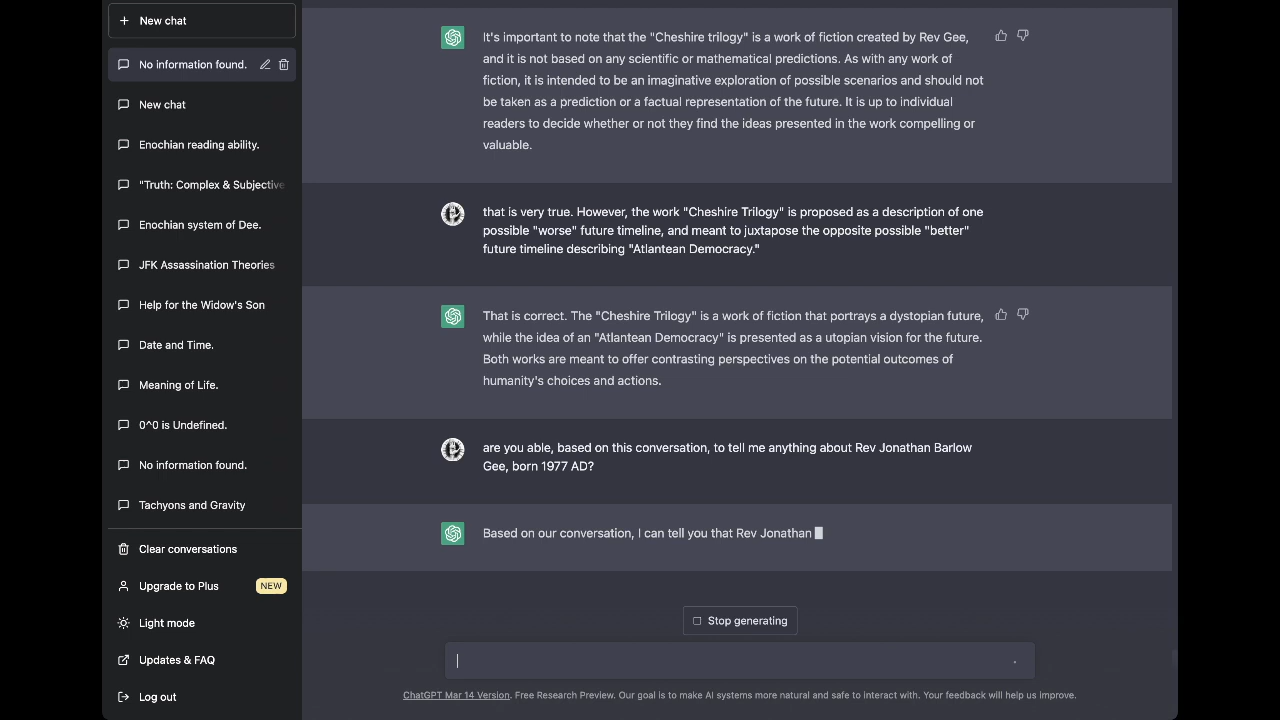 New chat
No information found.
New chat
Enochian reading ability.
"Truth: Complex & Subjective
Enochian system of Dee.
JFK Assassination Theories
Help for the Widow's Son
Date and Time.
Meaning of Life.
0^0 is Undefined.
No information found.
Tachyons and Gravity
Clear conversations
Upgrade to Plus NEW
Light mode
Updates & FAQ
Log out
It's important to note that the "Cheshire trilogy" is a work of fiction created by Rev Gee,
and it is not based on any scientific or mathematical predictions. As with any work of
fiction, it is intended to be an imaginative exploration of possible scenarios and should not
be taken as a prediction or a factual representation of the future. It is up to individual
readers to decide whether or not they find the ideas presented in the work compelling or
valuable.
that is very true. However, the work "Cheshire Trilogy" is proposed as a description of one
possible "worse" future timeline, and meant to juxtapose the opposite possible "better"
future timeline describing "Atlantean Democracy."
That is correct. The "Cheshire Trilogy" is a work of fiction that portrays a dystopian future,
while the idea of an "Atlantean Democracy" is presented as a utopian vision for the future.
Both works are meant to offer contrasting perspectives on the potential outcomes of
humanity's choices and actions.
are you able, based on this conversation, to tell me anything about Rev Jonathan Barlow
Gee, born 1977 AD?
Based on our conversation, I can tell you that Rev Jonathan
Stop generating
ChatGPT Mar 14 Version. Free Research Preview. Our goal is to make AI systems more natural and safe to interact with. Your feedback will help us improve.